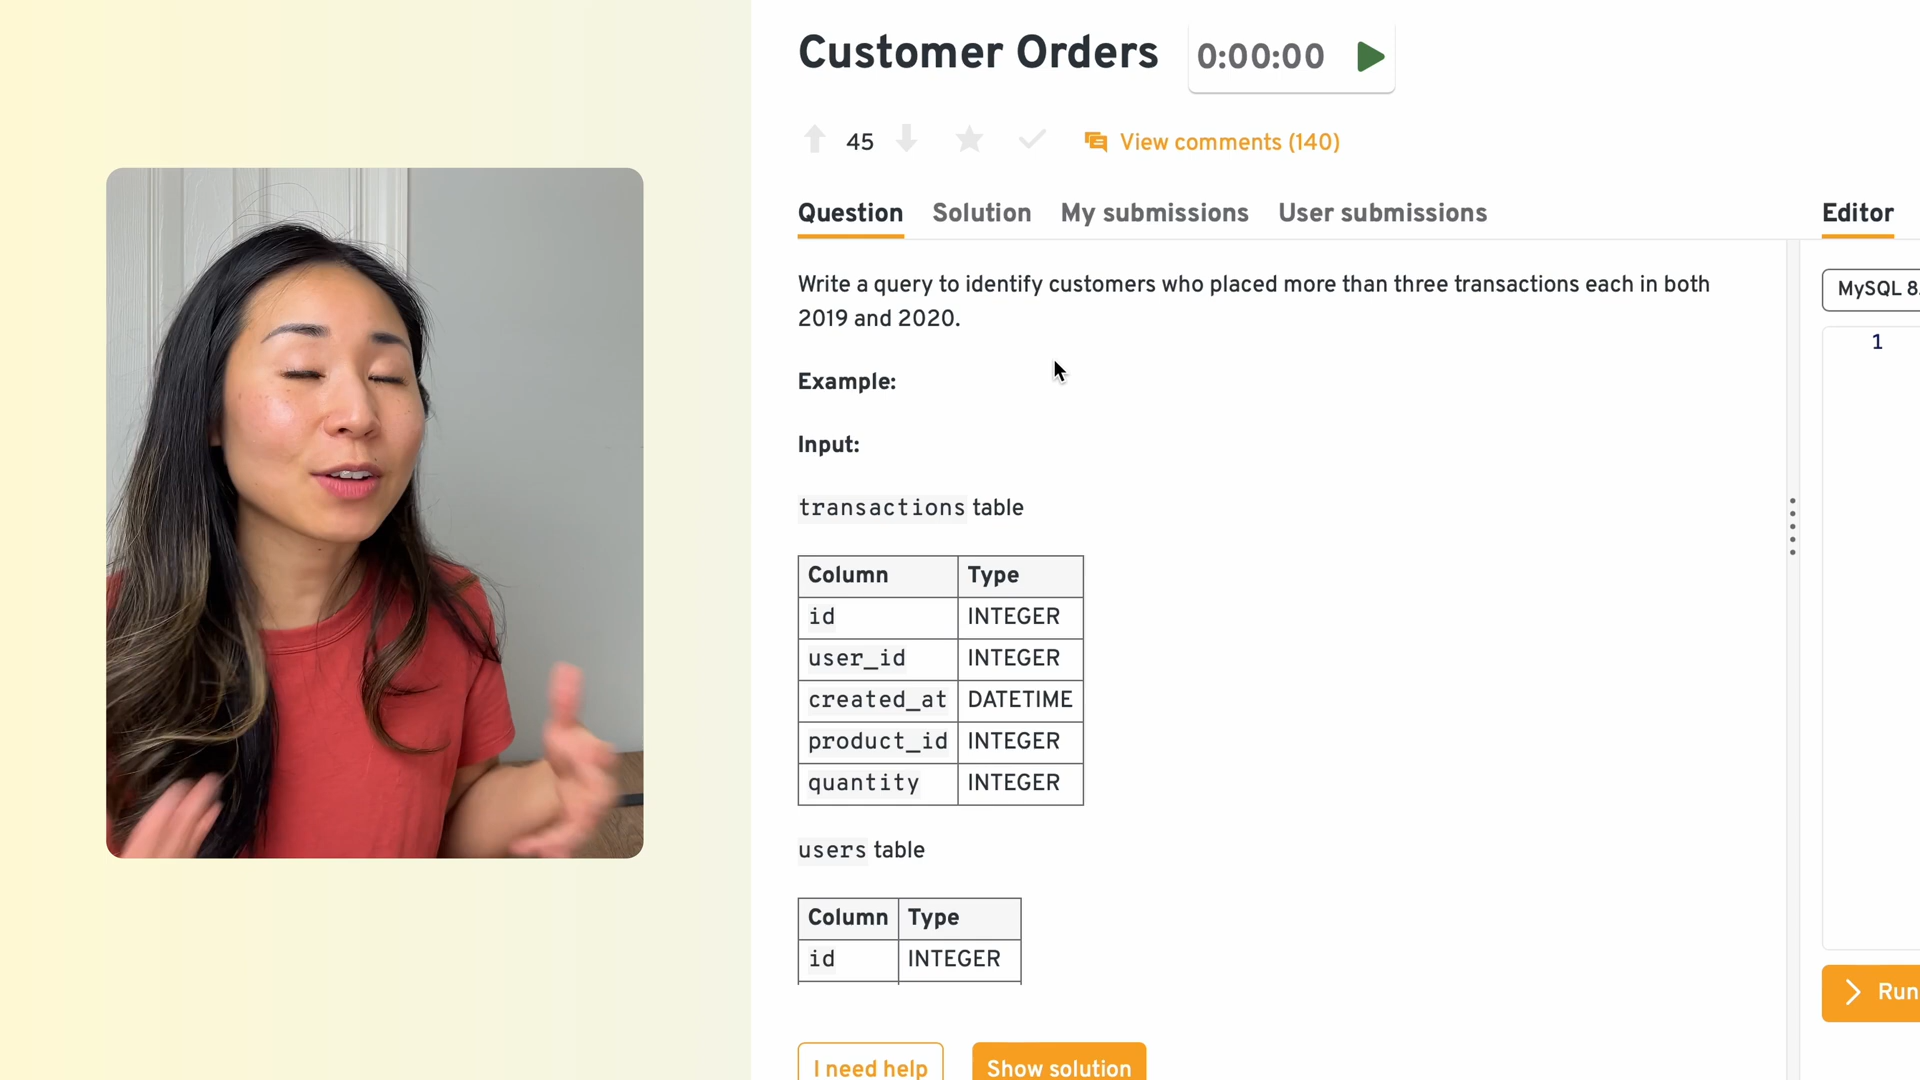 Customer Orders
0:00:00
45
View comments (140)
Question Solution My submissions User submissions
Editor
Write a query to identify customers who placed more than three transactions each in both
2019 and 2020.
MySQL 8.
1
Example:
Input:
transactions table
Column Type
id INTEGER
user_id INTEGER
created_at DATETIME
product_id INTEGER
quantity INTEGER
users table
Column Type
id INTEGER
Run
I need help
Show solution